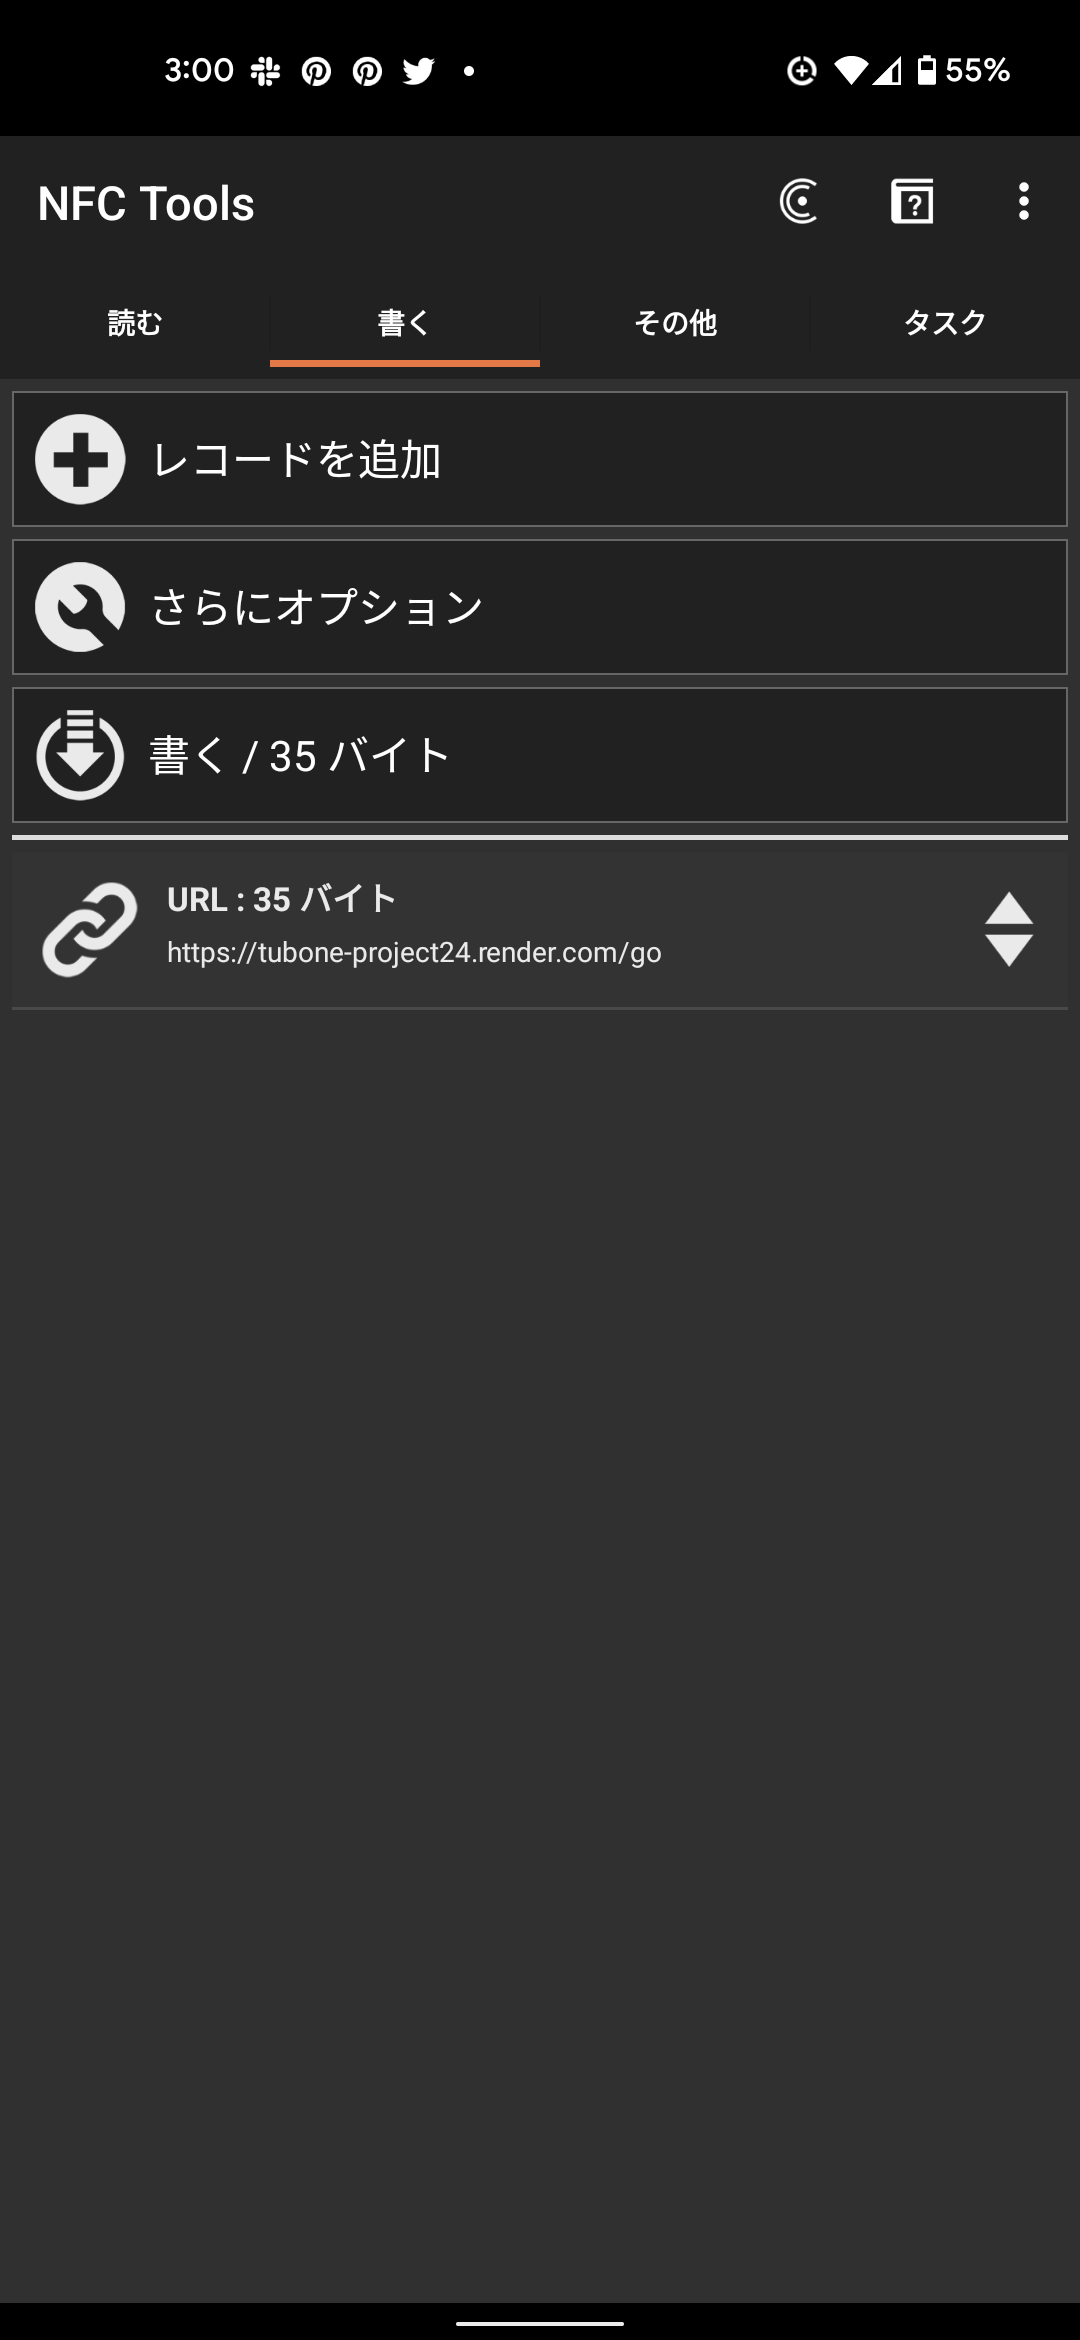 3:00
55%
NFC Tools
読む
書く
その他
タスク
レコードを追加
さらにオプション
書く / 35 バイト
URL : 35 バイト
https://tubone-project24.render.com/go